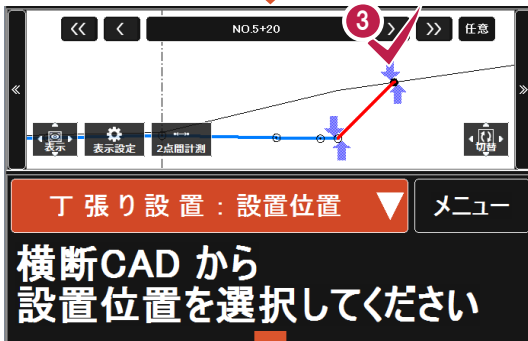 << < NO.5+20 3 > >> 任意
« »
表示 表示設定 2点間計測 切替
丁張り設置:設置位置 ▼ メニュー
横断CAD から
設置位置を選択してください